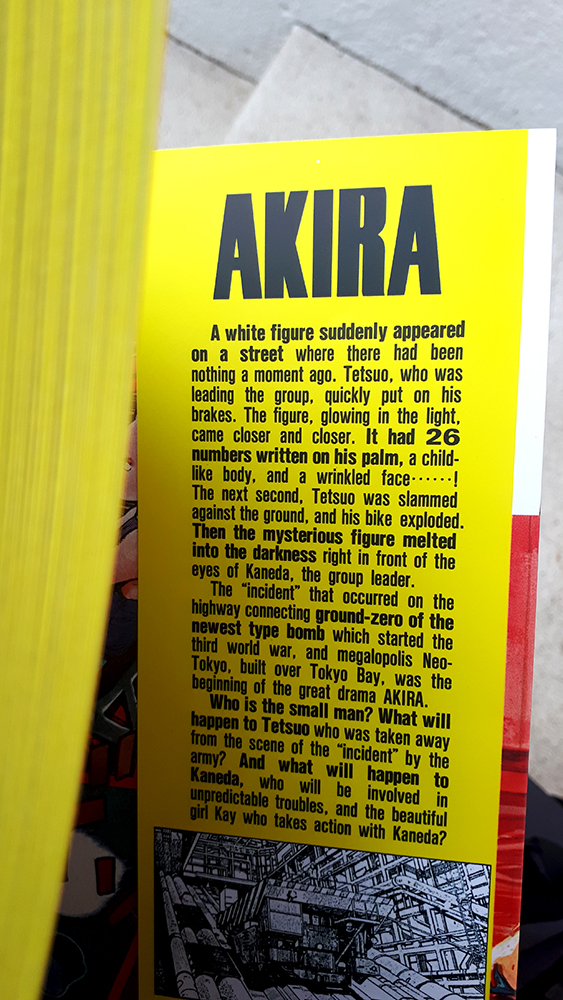 AKIRA
A white figure suddenly appeared
on a street where there had been
nothing a moment ago. Tetsuo, who was
leading the group, quickly put on his
brakes. The figure, glowing in the light,
came closer and closer. It had 26
numbers written on his palm, a child-
like body, and a wrinkled face……!
The next second, Tetsuo was slammed
against the ground, and his bike exploded.
Then the mysterious figure melted
into the darkness right in front of the
eyes of Kaneda, the group leader.
The “incident” that occurred on the
highway connecting ground-zero of the
newest type bomb which started the
third world war, and megalopolis Neo-
Tokyo, built over Tokyo Bay, was the
beginning of the great drama AKIRA.
Who is the small man? What will
happen to Tetsuo who was taken away
from the scene of the “incident” by the
army? And what will happen to
Kaneda, who will be involved in
unpredictable troubles, and the beautiful
girl Kay who takes action with Kaneda?